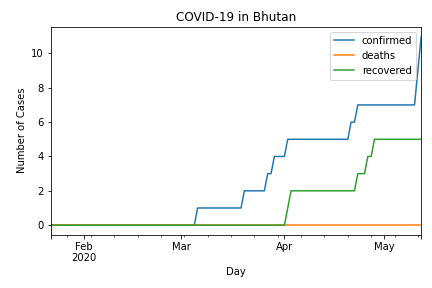 COVID-19 in Bhutan
confirmed
deaths
recovered
Number of Cases
10
8
6
4
2
0
Feb
2020
Mar
Apr
May
Day